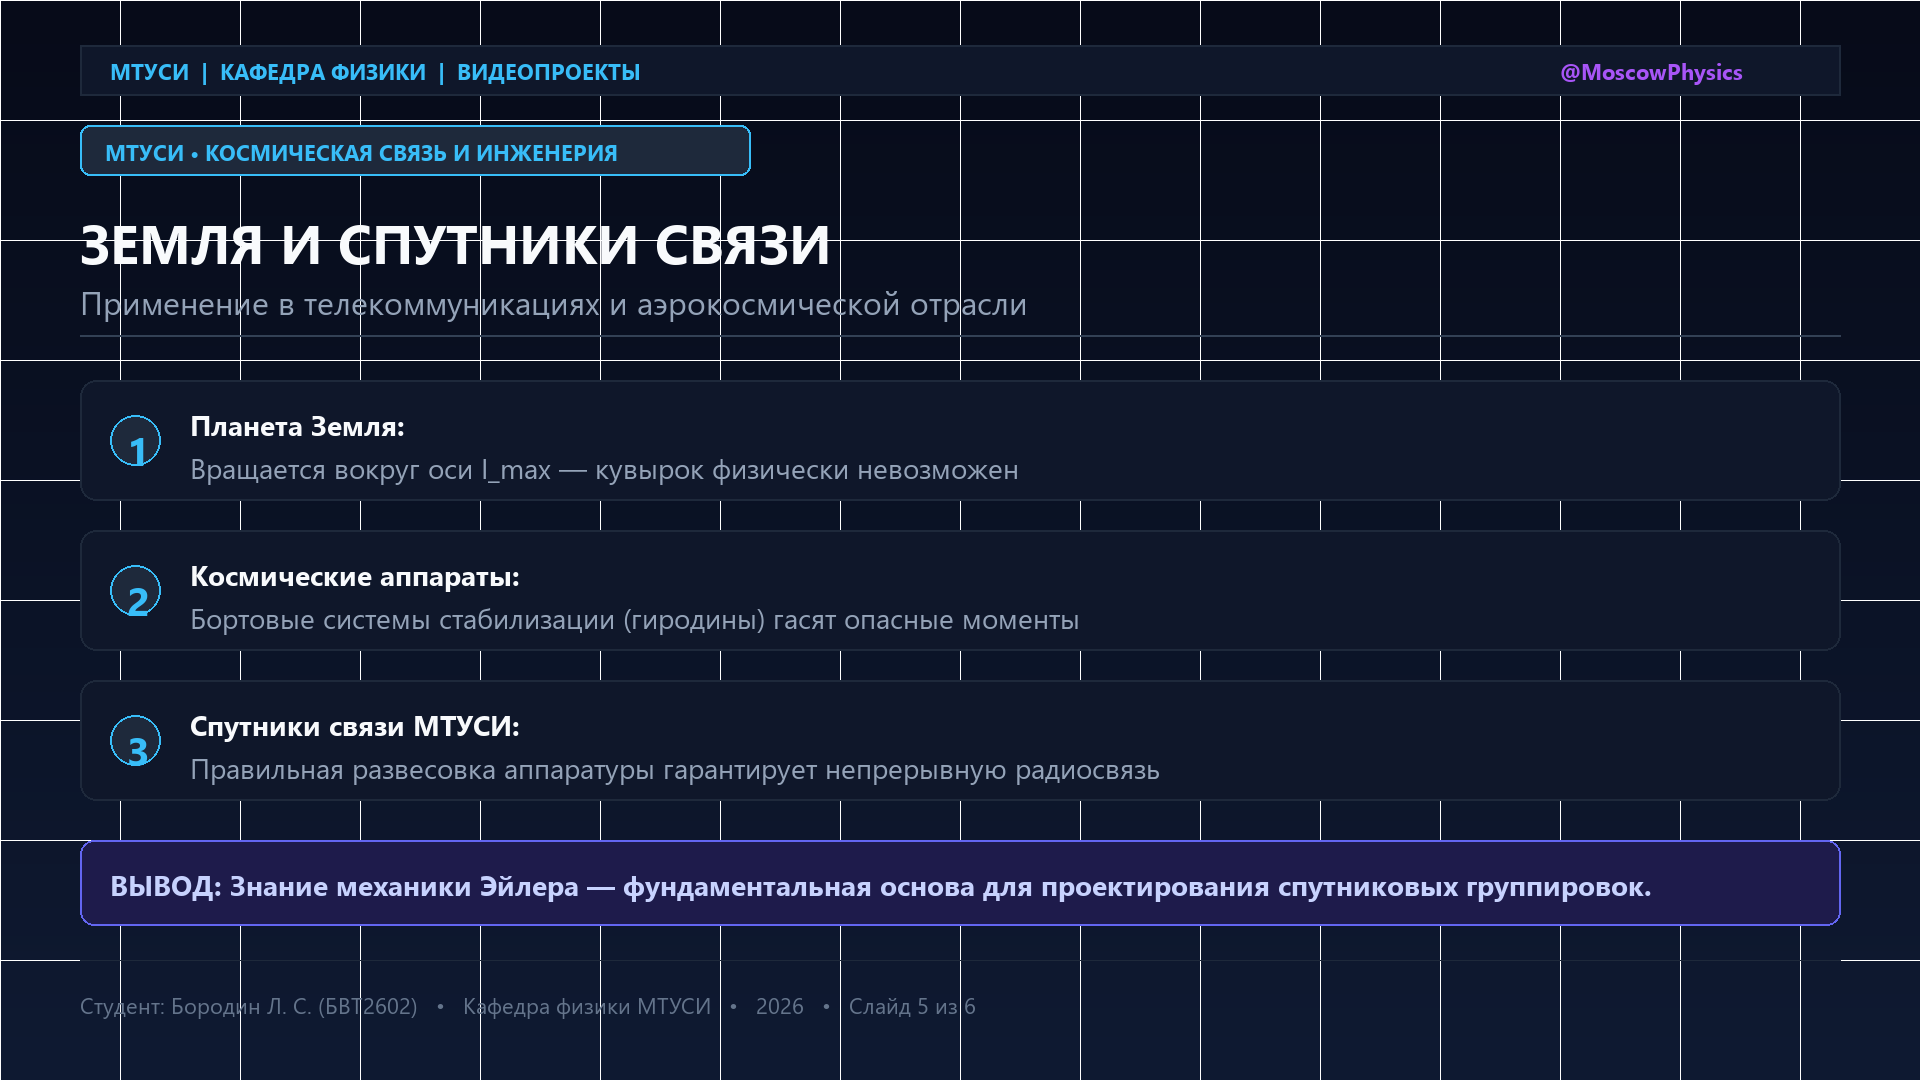 МТУСИ | КАФЕДРА ФИЗИКИ | ВИДЕОПРОЕКТЫ
@MoscowPhysics
МТУСИ • КОСМИЧЕСКАЯ СВЯЗЬ И ИНЖЕНЕРИЯ
ЗЕМЛЯ И СПУТНИКИ СВЯЗИ
Применение в телекоммуникациях и аэрокосмической отрасли
1
Планета Земля:
Вращается вокруг оси I_max — кувырок физически невозможен
2
Космические аппараты:
Бортовые системы стабилизации (гиродины) гасят опасные моменты
3
Спутники связи МТУСИ:
Правильная развесовка аппаратуры гарантирует непрерывную радиосвязь
ВЫВОД: Знание механики Эйлера — фундаментальная основа для проектирования спутниковых группировок.
Студент: Бородин Л. С. (БВТ2602) • Кафедра физики МТУСИ • 2026 • Слайд 5 из 6